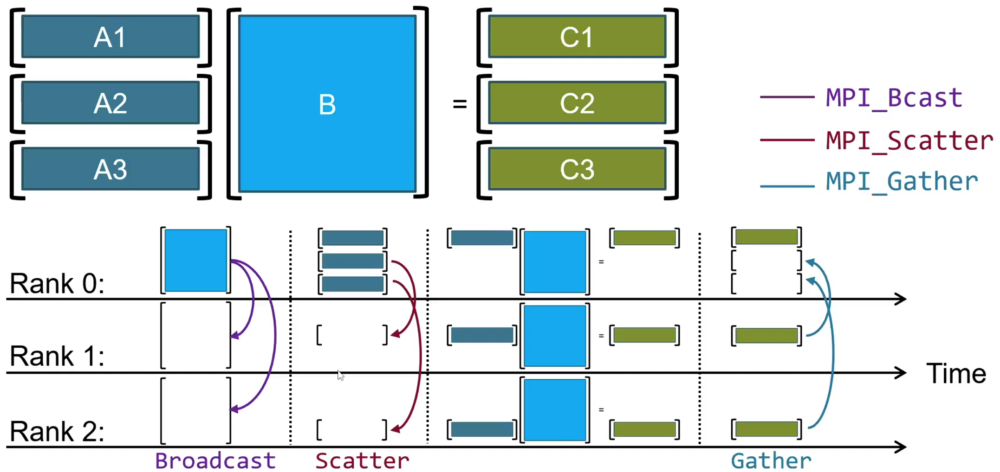 A1
A2
A3
B
=
C1
C2
C3
MPI_Bcast
MPI_Scatter
MPI_Gather
Rank 0:
=
Rank 1:
=
Time
Rank 2:
=
Broadcast
Scatter
Gather